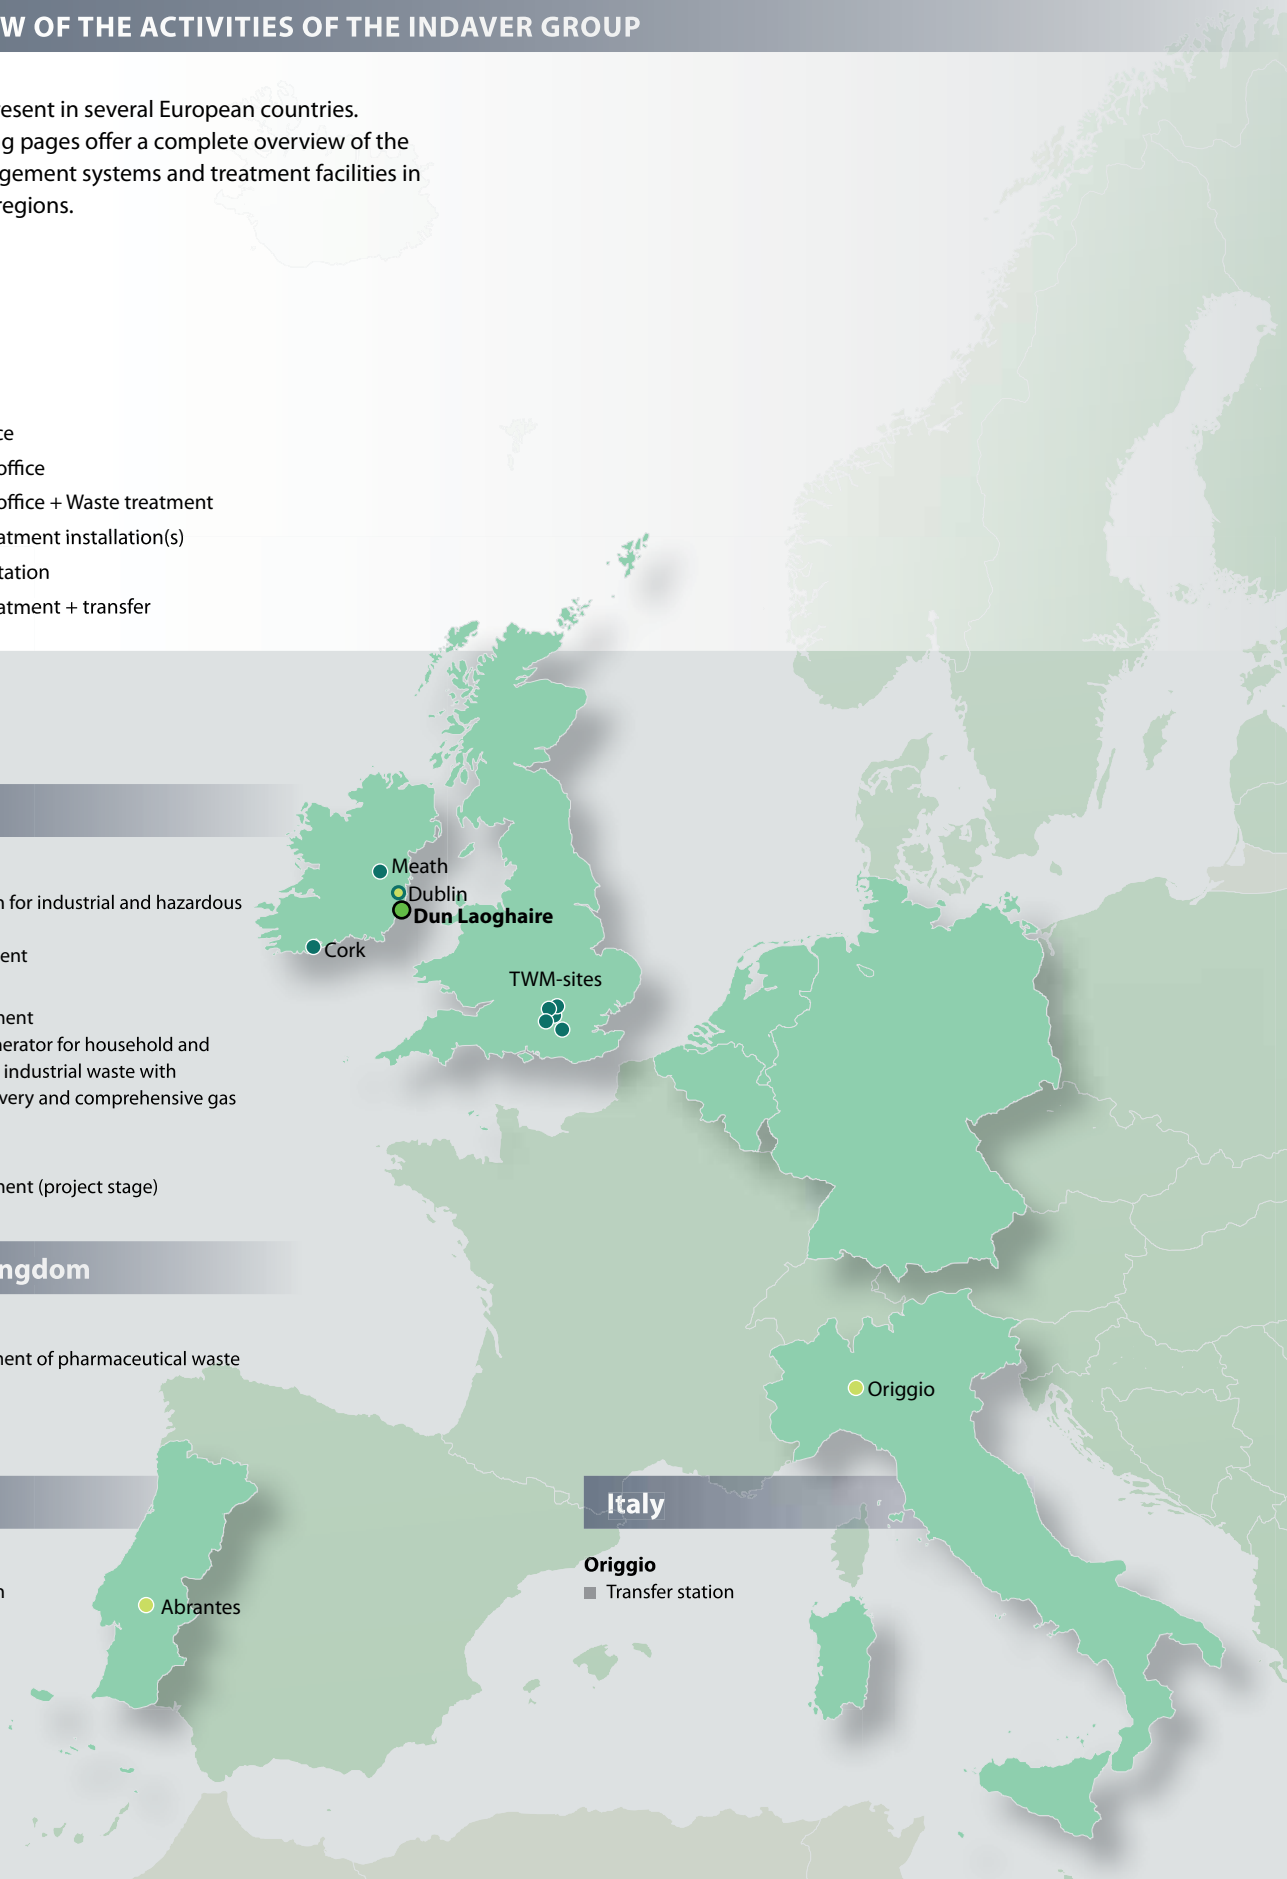 W OF THE ACTIVITIES OF THE INDAVER GROUP
esent in several European countries.
g pages offer a complete overview of the
gement systems and treatment facilities in
regions.
ce
office
office + Waste treatment
atment installation(s)
tation
atment + transfer
Meath
Dublin
Dun Laoghaire
Cork
TWM-sites
n for industrial and hazardous
ent
nent
nerator for household and
industrial waste with
very and comprehensive gas
nent (project stage)
ngdom
nent of pharmaceutical waste
Origgio
Italy
Origgio
Transfer station
n
Abrantes